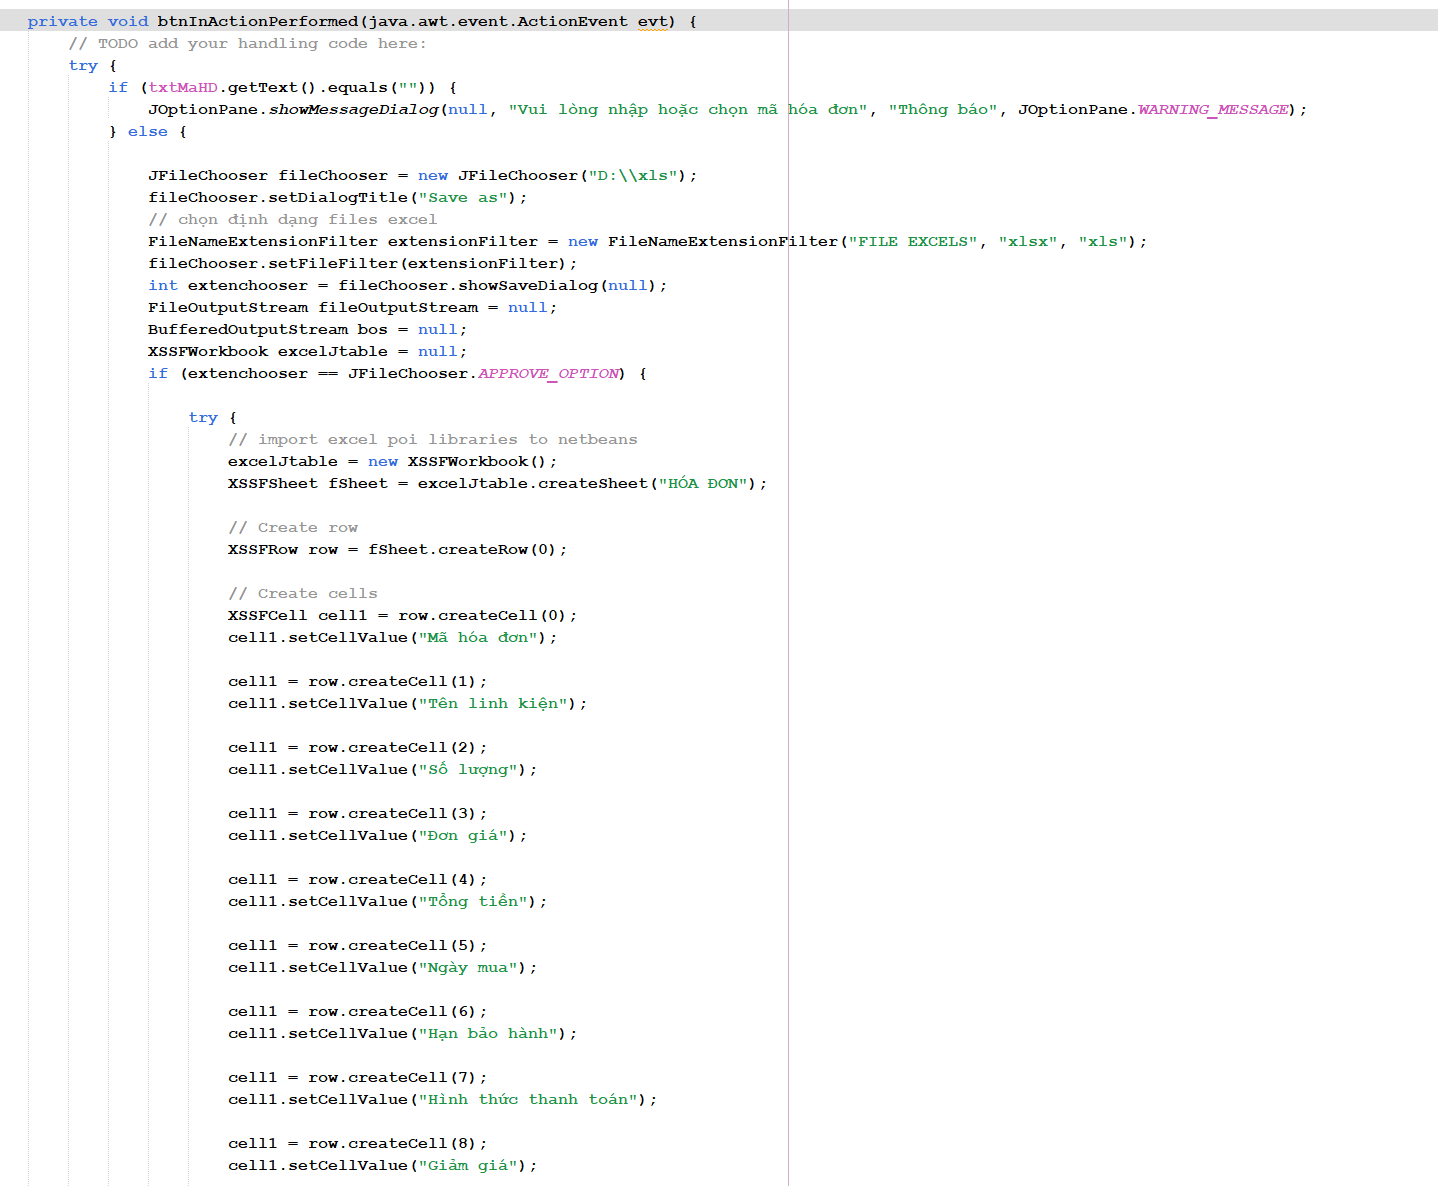 private void btnInActionPerformed(java.awt.event.ActionEvent evt) {
// TODO add your handling code here:
try {
if (txtMaHD.getText().equals("")) {
JOptionPane.showMessageDialog(null, "Vui lòng nhập hoặc chọn mã hóa đơn", "Thông báo", JOptionPane.WARNING_MESSAGE);
} else {
JFileChooser fileChooser = new JFileChooser("D:\\xls");
fileChooser.setDialogTitle("Save as");
// chọn định dạng files excel
FileNameExtensionFilter extensionFilter = new FileNameExtensionFilter("FILE EXCELS", "xlsx", "xls");
fileChooser.setFileFilter(extensionFilter);
int extenchooser = fileChooser.showSaveDialog(null);
FileOutputStream fileOutputStream = null;
BufferedOutputStream bos = null;
XSSFWorkbook excelJtable = null;
if (extenchooser == JFileChooser.APPROVE_OPTION) {
try {
// import excel poi libraries to netbeans
excelJtable = new XSSFWorkbook();
XSSFSheet fSheet = excelJtable.createSheet("HÓA ĐƠN");
// Create row
XSSFRow row = fSheet.createRow(0);
// Create cells
XSSFCell cell1 = row.createCell(0);
cell1.setCellValue("Mã hóa đơn");
cell1 = row.createCell(1);
cell1.setCellValue("Tên linh kiện");
cell1 = row.createCell(2);
cell1.setCellValue("Số lượng");
cell1 = row.createCell(3);
cell1.setCellValue("Đơn giá");
cell1 = row.createCell(4);
cell1.setCellValue("Tổng tiền");
cell1 = row.createCell(5);
cell1.setCellValue("Ngày mua");
cell1 = row.createCell(6);
cell1.setCellValue("Hạn bảo hành");
cell1 = row.createCell(7);
cell1.setCellValue("Hình thức thanh toán");
cell1 = row.createCell(8);
cell1.setCellValue("Giảm giá");